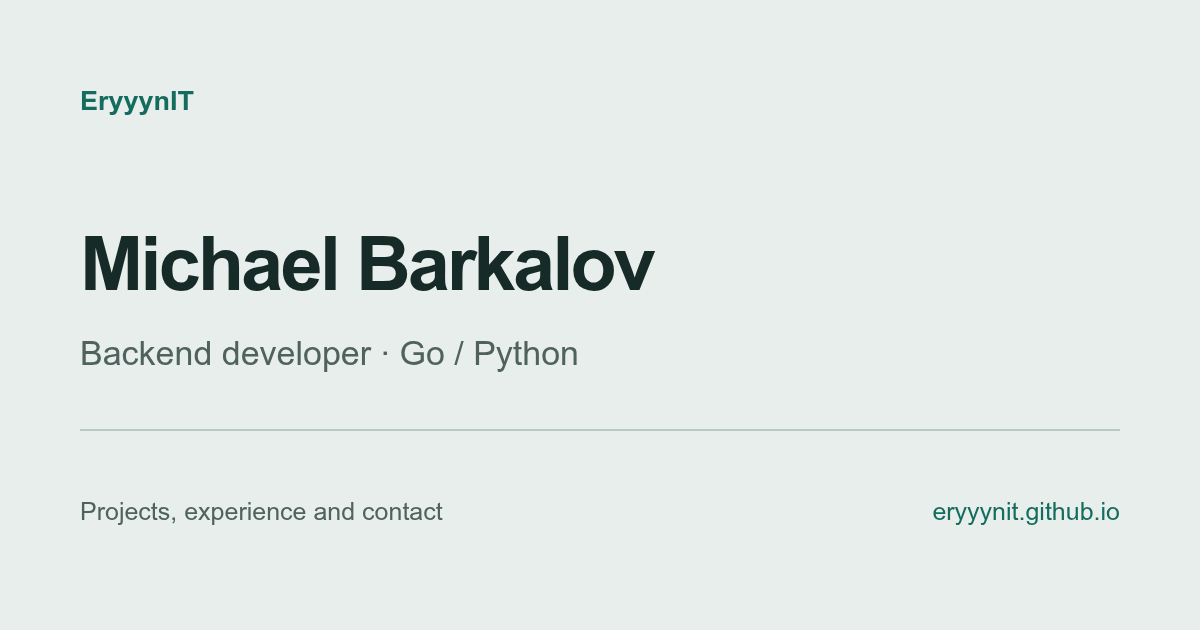 EryyynIT
Michael Barkalov
Backend developer · Go / Python
Projects, experience and contact
eryyynit.github.io